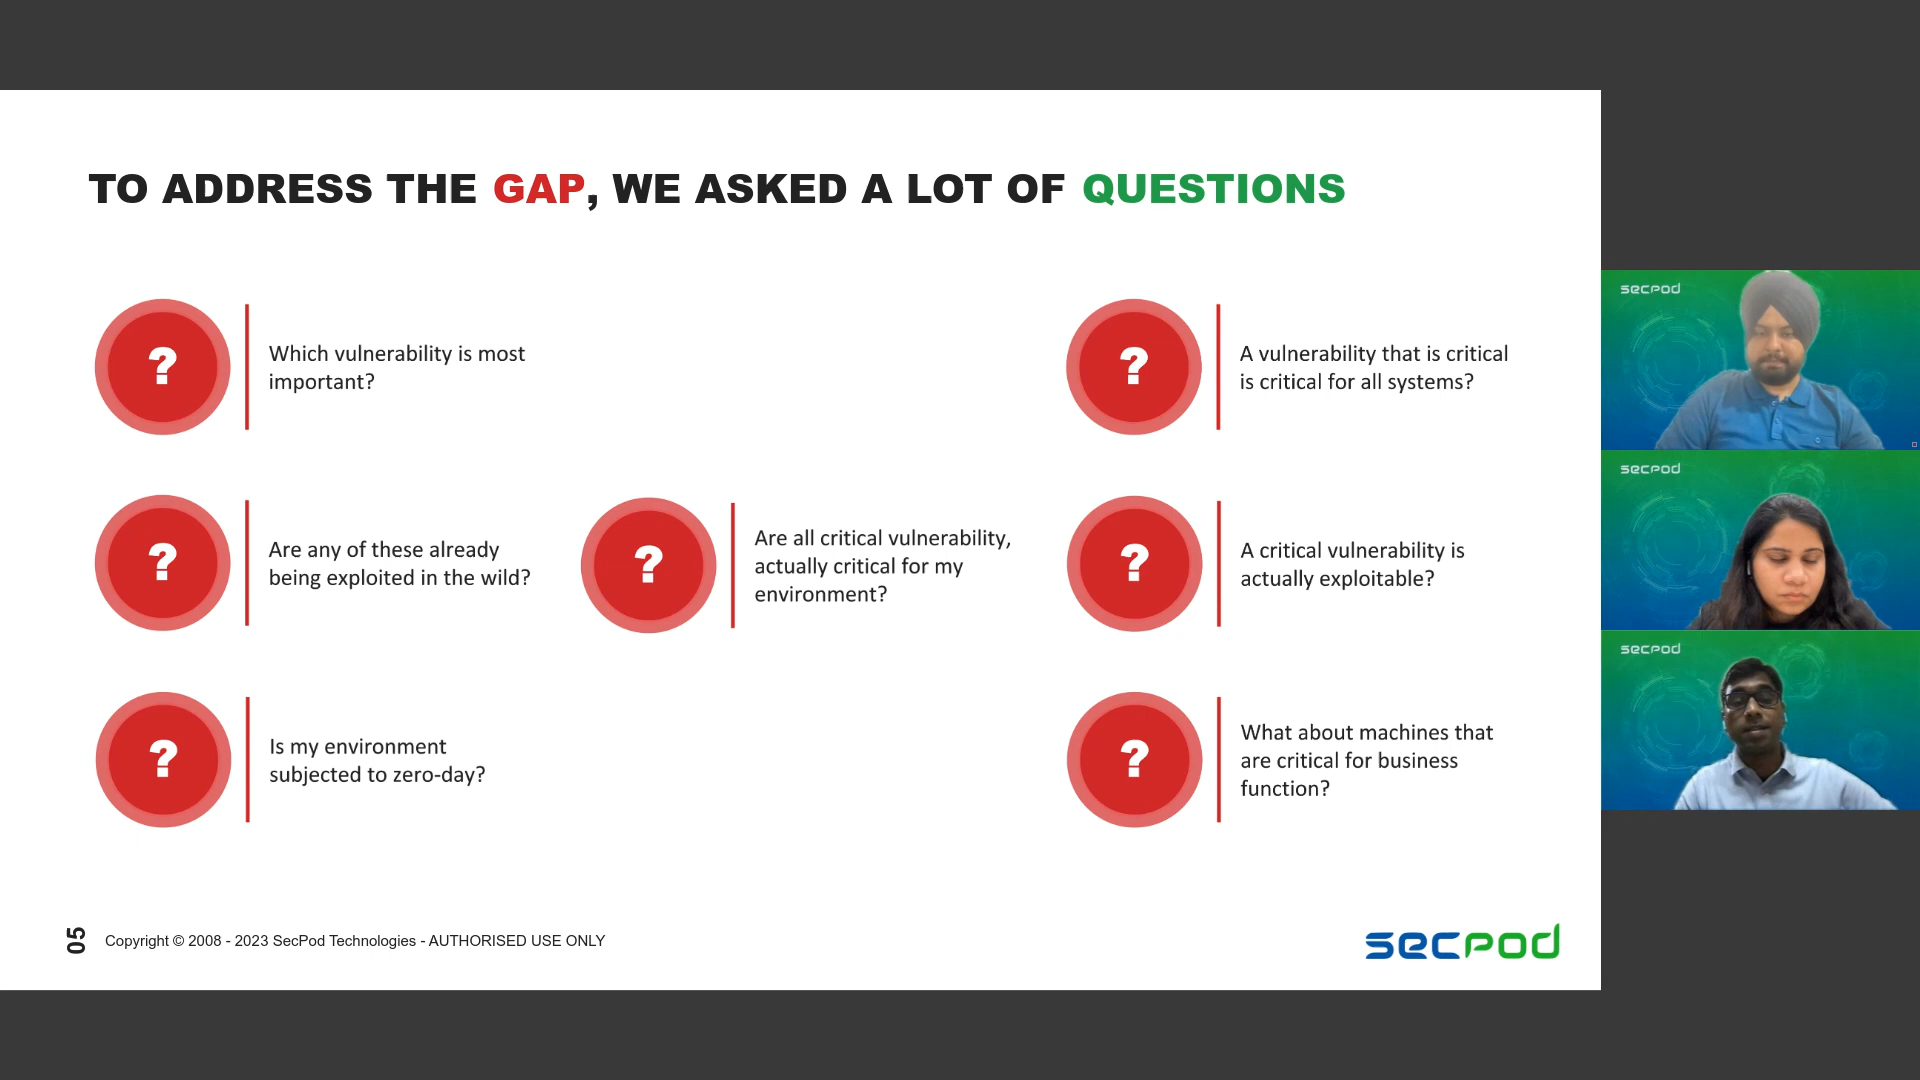 TO ADDRESS THE GAP, WE ASKED A LOT OF QUESTIONS
?
Which vulnerability is most
important?
?
Are any of these already
being exploited in the wild?
?
Is my environment
subjected to zero-day?
?
Are all critical vulnerability,
actually critical for my
environment?
?
A vulnerability that is critical
is critical for all systems?
?
A critical vulnerability is
actually exploitable?
?
What about machines that
are critical for business
function?
05
Copyright © 2008 - 2023 SecPod Technologies - AUTHORISED USE ONLY
secpod
secpod
secpod
secpod